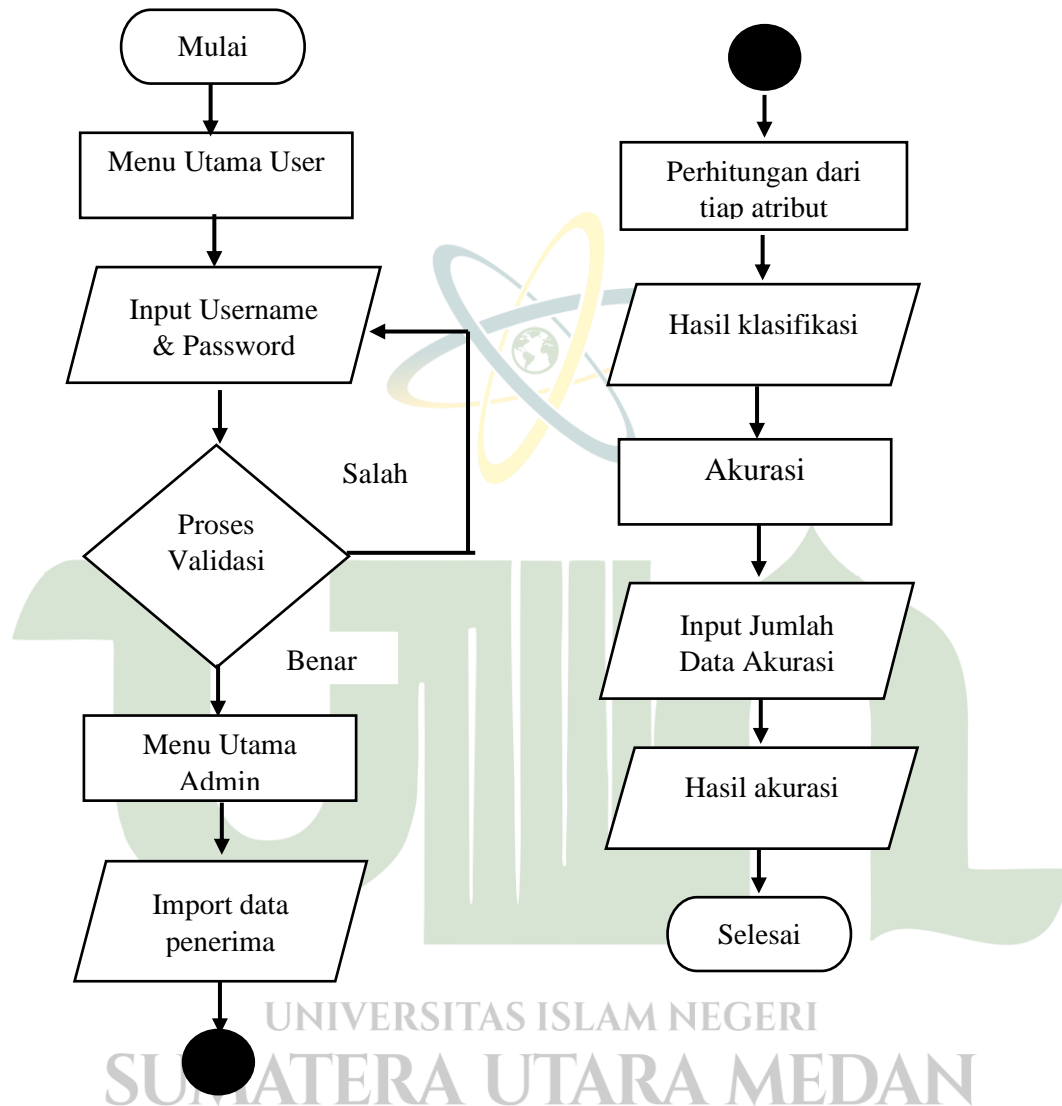 Mulai
Menu Utama User
Input Username
& Password
Salah
Proses
Validasi
Benar
Menu Utama
Admin
Import data
penerima
Perhitungan dari
tiap atribut
Hasil klasifikasi
Akurasi
Input Jumlah
Data Akurasi
Hasil akurasi
Selesai
UNIVERSITAS ISLAM NEGERI
SUMATERA UTARA MEDAN